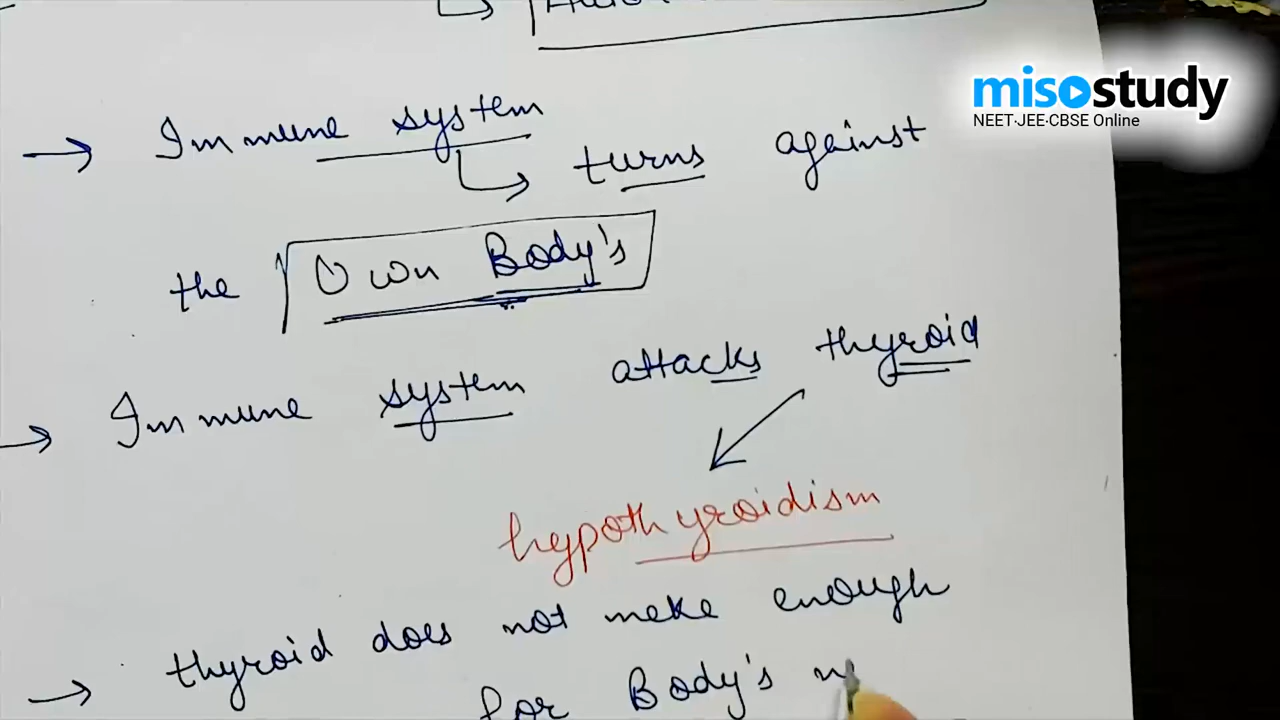 misostudy
NEET·JEE·CBSE Online
→ Immune system
↳ turns against
the Own Body's
→ Immune system attacks thyroid
hypothyroidism
→ thyroid does not make enough
for Body's